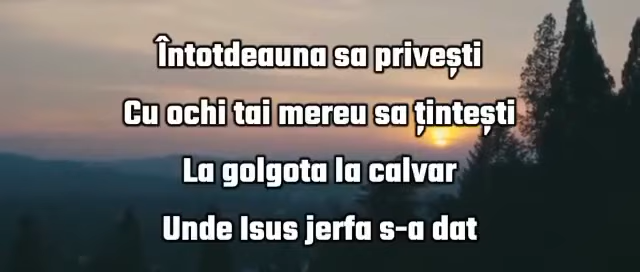 Întotdeauna sa privești
Cu ochi tai mereu sa țintești
La golgota la calvar
Unde Isus jerfa s-a dat